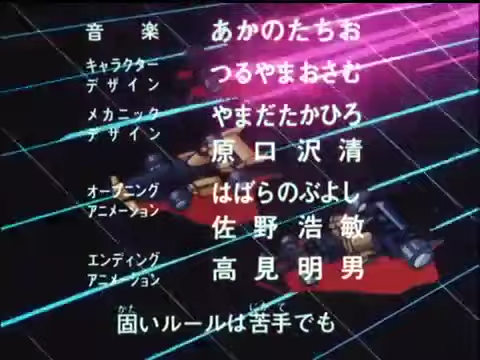 音楽 あかのたちお
キャラクター
デザイン つるやまおさむ
メカニック
デザイン やまだたかひろ
原口沢清
オープニング
アニメーション はばらのぶよし
佐野浩敏
エンディング
アニメーション 高見明男
かた にがて
固いルールは苦手でも